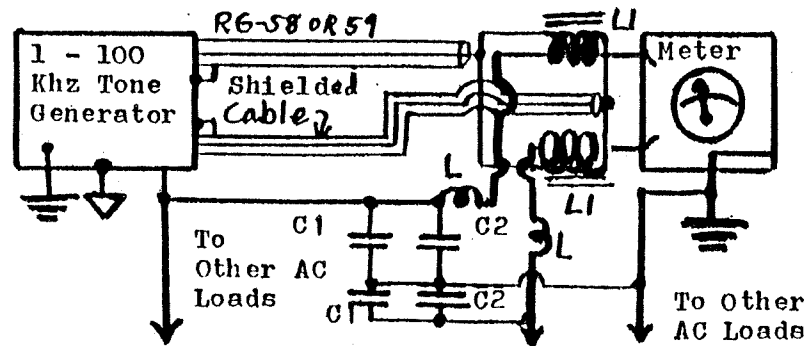 RG-58 OR 59
L1
1 - 100
Khz Tone
Generator
Meter
Shielded
Cable
L
L1
C1
C2
L
To
Other AC
Loads
C1
C2
To Other
AC Loads